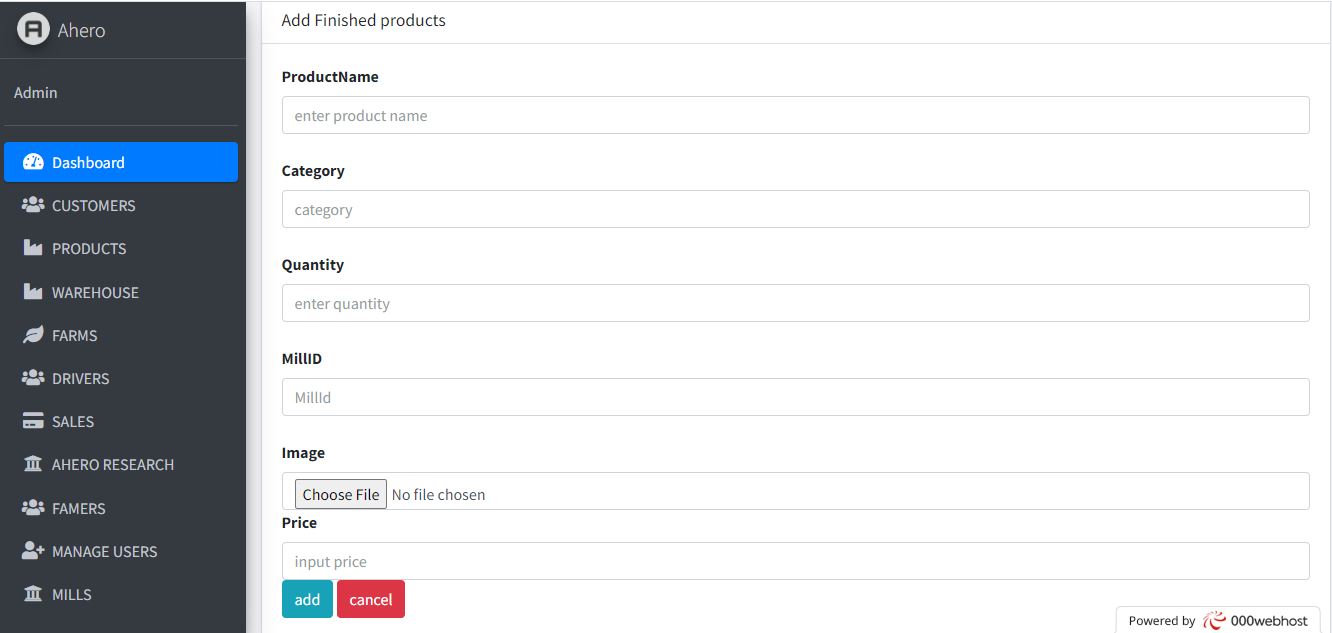 Ahero
Admin
Dashboard
CUSTOMERS
PRODUCTS
WAREHOUSE
FARMS
DRIVERS
SALES
AHERO RESEARCH
FAMERS
MANAGE USERS
MILLS
Add Finished products
ProductName
enter product name
Category
category
Quantity
enter quantity
MillID
MillId
Image
Choose File No file chosen
Price
input price
add cancel
Powered by 000webhost